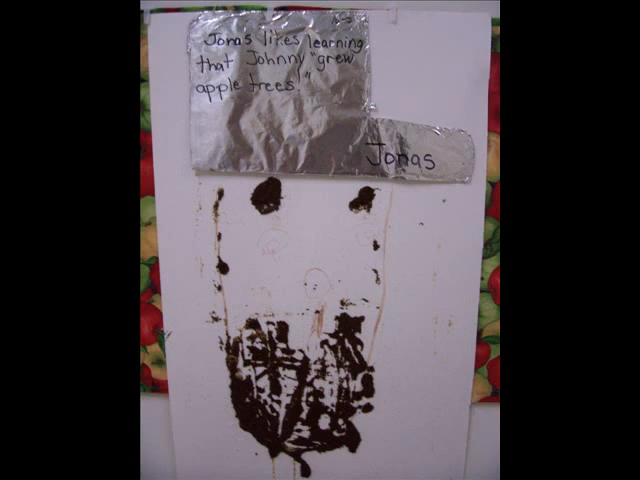 Jonas likes learning
that Johnny "grew
apple trees!"
Jonas